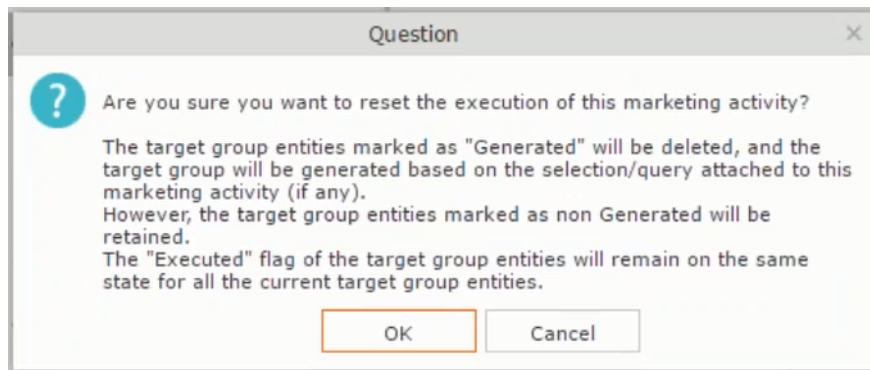 Question
?
Are you sure you want to reset the execution of this marketing activity?
The target group entities marked as "Generated" will be deleted, and the
target group will be generated based on the selection/query attached to this
marketing activity (if any).
However, the target group entities marked as non Generated will be
retained.
The "Executed" flag of the target group entities will remain on the same
state for all the current target group entities.
OK Cancel